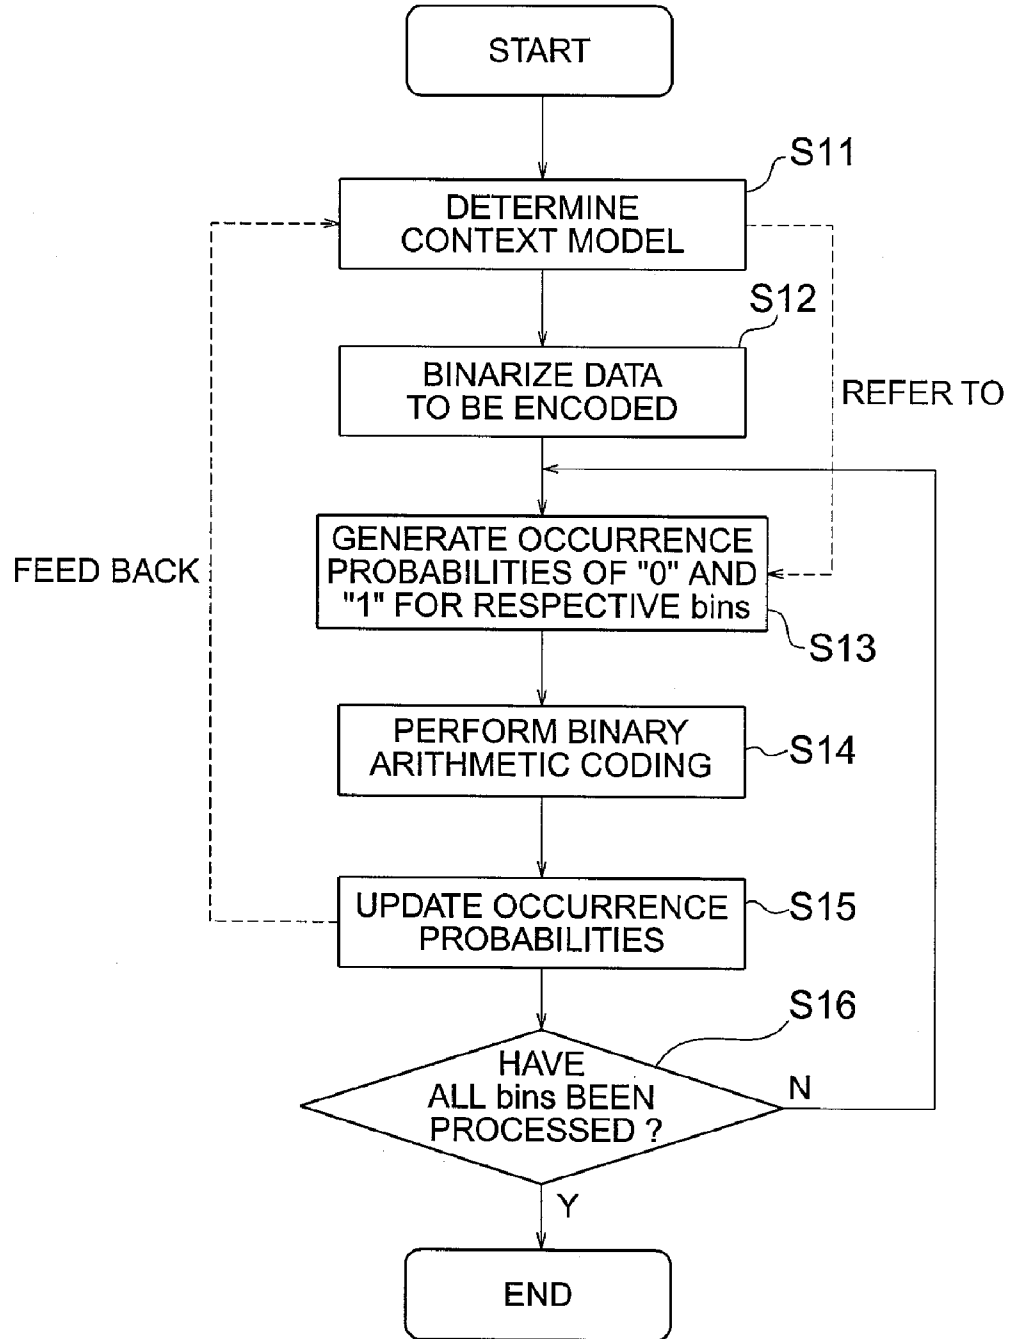 START
S11
DETERMINE
CONTEXT MODEL
S12
BINARIZE DATA
TO BE ENCODED
REFER TO
GENERATE OCCURRENCE
PROBABILITIES OF "0" AND
"1" FOR RESPECTIVE bins
FEED BACK
S13
PERFORM BINARY
ARITHMETIC CODING
S14
UPDATE OCCURRENCE
PROBABILITIES
S15
S16
HAVE
ALL bins BEEN
PROCESSED ?
N
Y
END